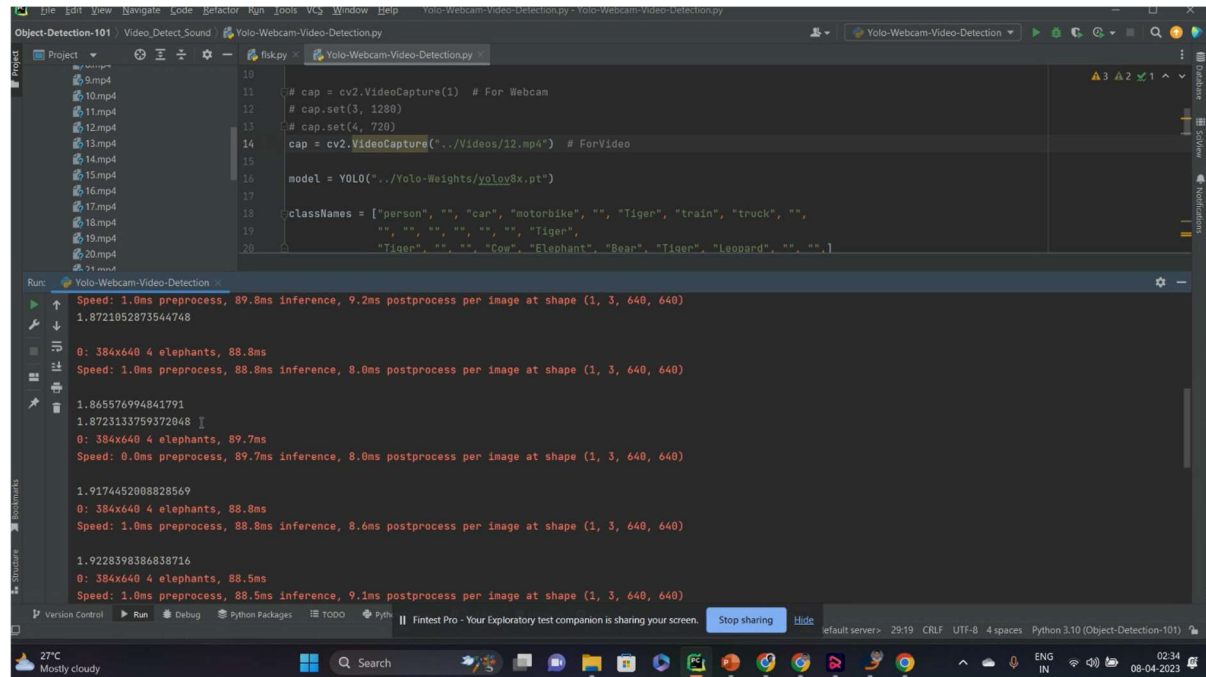 File Edit View Navigate Code Refactor Run Tools VCS Window Help Yolo-Webcam-Video-Detection.py - Yolo-Webcam-Video-Detection.py
Object-Detection-101 Video_Detect_Sound Yolo-Webcam-Video-Detection.py Yolo-Webcam-Video-Detection
Project flsk.py Yolo-Webcam-Video-Detection.py
9.mp4
10.mp4
11.mp4
12.mp4
13.mp4
14.mp4
15.mp4
16.mp4
17.mp4
18.mp4
19.mp4
20.mp4
21.mp4
10
11 # cap = cv2.VideoCapture(1) # For Webcam
12 # cap.set(3, 1280)
13 # cap.set(4, 720)
14 cap = cv2.VideoCapture("../Videos/12.mp4") # ForVideo
15
16 model = YOLO("../Yolo-Weights/yolov8x.pt")
17
18 classNames = ["person", "", "car", "motorbike", "", "Tiger", "train", "truck", "",
19 "", "", "", "", "", "", "Tiger",
20 "Tiger", "", "", "Cow", "Elephant", "Bear", "Tiger", "Leopard", "", "",]
3 2 1
Project
Database
SciView
Notifications
Run: Yolo-Webcam-Video-Detection
Speed: 1.0ms preprocess, 89.8ms inference, 9.2ms postprocess per image at shape (1, 3, 640, 640)
1.8721052873544748
0: 384x640 4 elephants, 88.8ms
Speed: 1.0ms preprocess, 88.8ms inference, 8.0ms postprocess per image at shape (1, 3, 640, 640)
1.865576994841791
1.8723133759372048
0: 384x640 4 elephants, 89.7ms
Speed: 0.0ms preprocess, 89.7ms inference, 8.0ms postprocess per image at shape (1, 3, 640, 640)
1.9174452008828569
0: 384x640 4 elephants, 88.8ms
Speed: 1.0ms preprocess, 88.8ms inference, 8.6ms postprocess per image at shape (1, 3, 640, 640)
1.9228398386838716
0: 384x640 4 elephants, 88.5ms
Speed: 1.0ms preprocess, 88.5ms inference, 9.1ms postprocess per image at shape (1, 3, 640, 640)
Bookmarks
Structure
Version Control Run Debug Python Packages TODO Pyth
Fintest Pro - Your Exploratory test companion is sharing your screen. Stop sharing Hide
efault server> 29:19 CRLF UTF-8 4 spaces Python 3.10 (Object-Detection-101)
27°C
Mostly cloudy
Search
ENG
IN
02:34
08-04-2023